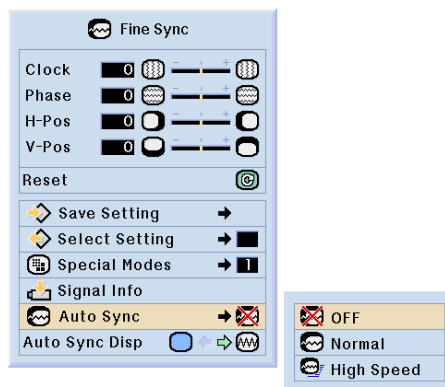 Fine Sync
Clock 0
Phase 0
H-Pos 0
V-Pos 0
Reset
Save Setting
Select Setting
Special Modes 1
Signal Info
Auto Sync
Auto Sync Disp
OFF
Normal
High Speed